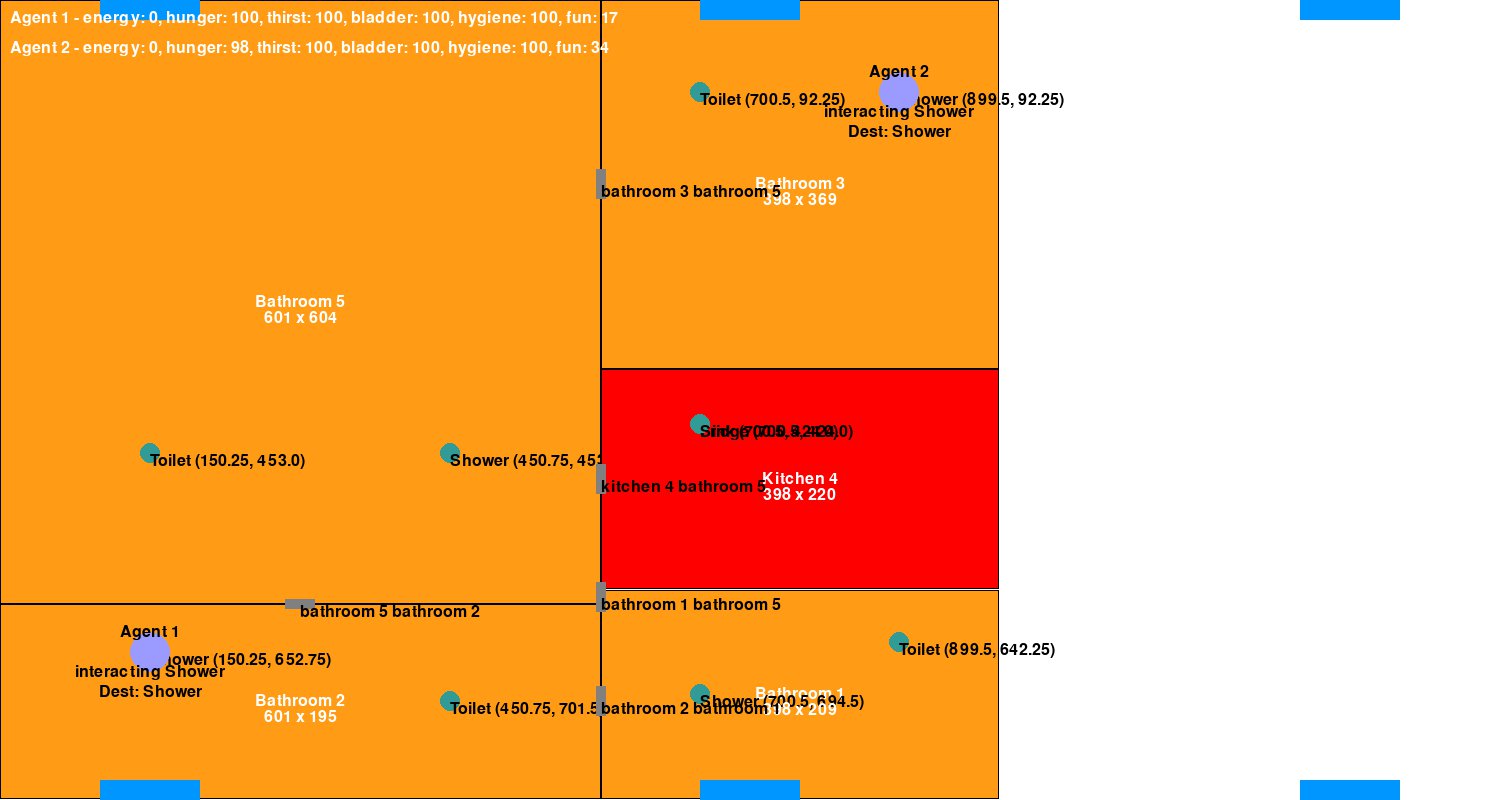 Agent 1 - energy: 0, hunger: 100, thirst: 100, bladder: 100, hygiene: 100, fun: 17
Agent 2 - energy: 0, hunger: 98, thirst: 100, bladder: 100, hygiene: 100, fun: 34
Agent 2
Toilet (700.5, 92.25)
ower (899.5, 92.25)
interacting Shower
Dest: Shower
Bathroom 3
398 x 369
bathroom 3 bathroom 5
Bathroom 5
601 x 604
Toilet (150.25, 453.0)
Shower (450.75, 45
Kitchen 4
398 x 220
kitchen 4 bathroom 5
bathroom 5 bathroom 2
bathroom 1 bathroom 5
Agent 1
ower (150.25, 652.75)
interacting Shower
Dest: Shower
Bathroom 2
601 x 195
Toilet (450.75, 701.5
bathroom 2 bathroom 1
Toilet (899.5, 642.25)
Shower (700.5, 694.5)
Bathroom 1
398 x 209